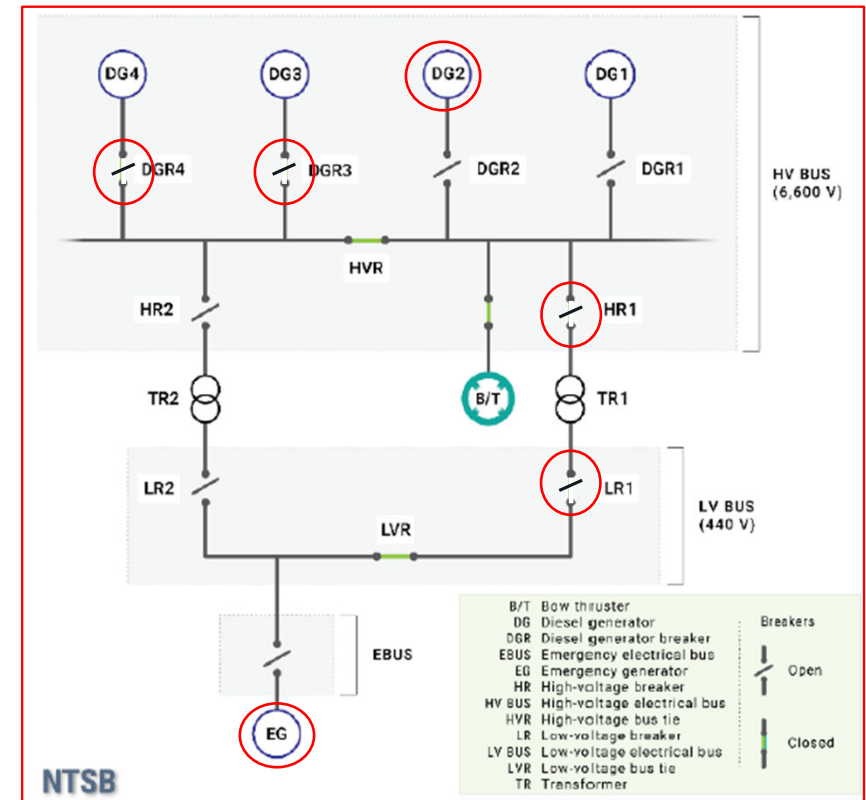 DG4 DG3 DG2 DG1
DGR4 DGR3 DGR2 DGR1
HV BUS
(6,600 V)
HVR
HR2 HR1
TR2 B/T TR1
LR2 LR1
LV BUS
(440 V)
LVR
EBUS
EG
B/T Bow thruster
DG Diesel generator
DGR Diesel generator breaker
EBUS Emergency electrical bus
EG Emergency generator
HR High-voltage breaker
HV BUS High-voltage electrical bus
HVR High-voltage bus tie
LR Low-voltage breaker
LV BUS Low-voltage electrical bus
LVR Low-voltage bus tie
TR Transformer
Breakers
Open
Closed
NTSB